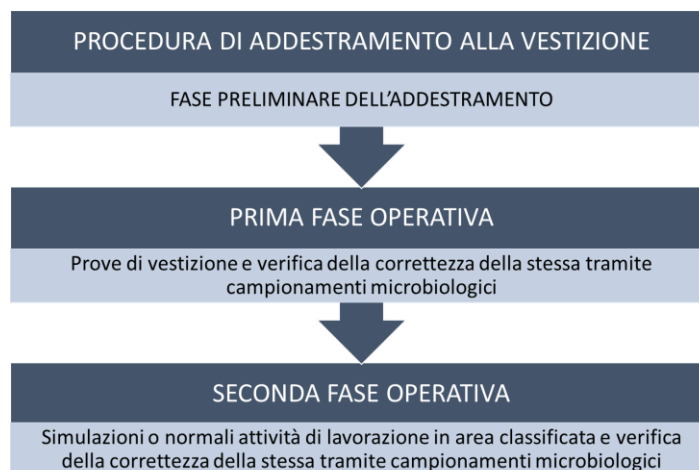 PROCEDURA DI ADDESTRAMENTO ALLA VESTIZIONE
FASE PRELIMINARE DELL'ADDESTRAMENTO
PRIMA FASE OPERATIVA
Prove di vestizione e verifica della correttezza della stessa tramite
campionamenti microbiologici
SECONDA FASE OPERATIVA
Simulazioni o normali attività di lavorazione in area classificata e verifica
della correttezza della stessa tramite campionamenti microbiologici